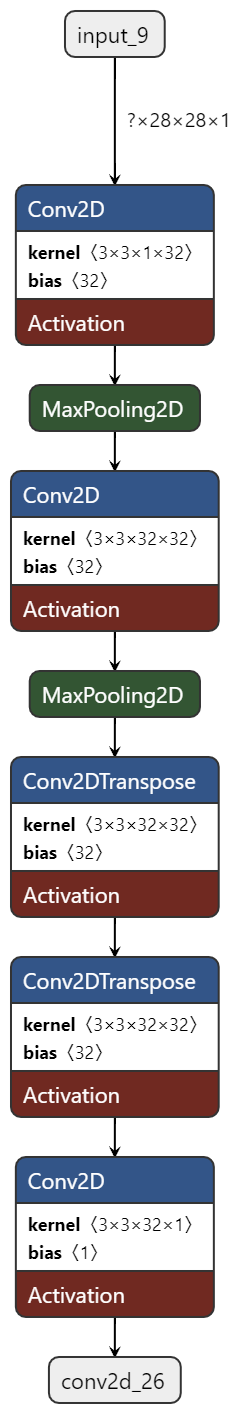 input_9
?×28×28×1
Conv2D
kernel 〈3×3×1×32〉
bias 〈32〉
Activation
MaxPooling2D
Conv2D
kernel 〈3×3×32×32〉
bias 〈32〉
Activation
MaxPooling2D
Conv2DTranspose
kernel 〈3×3×32×32〉
bias 〈32〉
Activation
Conv2DTranspose
kernel 〈3×3×32×32〉
bias 〈32〉
Activation
Conv2D
kernel 〈3×3×32×1〉
bias 〈1〉
Activation
conv2d_26